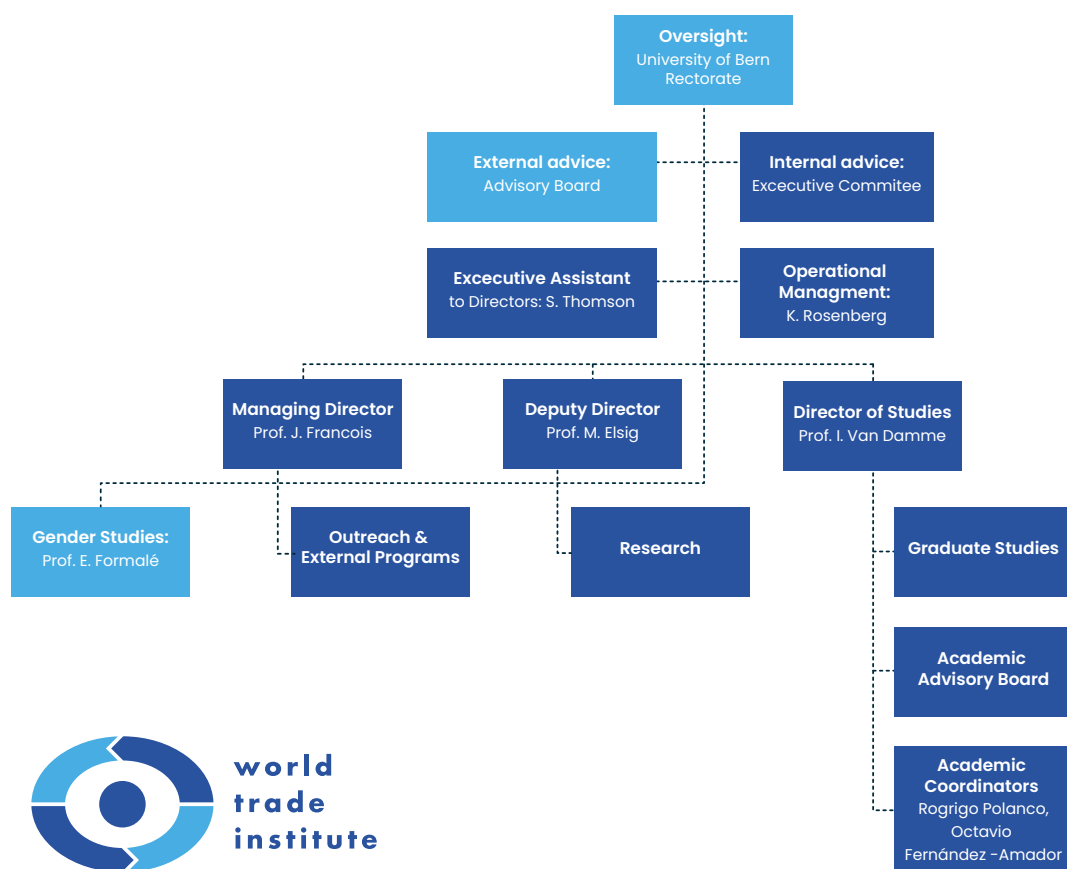 Oversight:
University of Bern
Rectorate
External advice:
Advisory Board
Internal advice:
Excecutive Commitee
Excecutive Assistant
to Directors: S. Thomson
Operational
Managment:
K. Rosenberg
Managing Director
Prof. J. Francois
Deputy Director
Prof. M. Elsig
Director of Studies
Prof. I. Van Damme
Gender Studies:
Prof. E. Formalé
Outreach &
External Programs
Research
Graduate Studies
Academic
Advisory Board
Academic
Coordinators
Rogrigo Polanco,
Octavio
Fernández -Amador
world
trade
institute